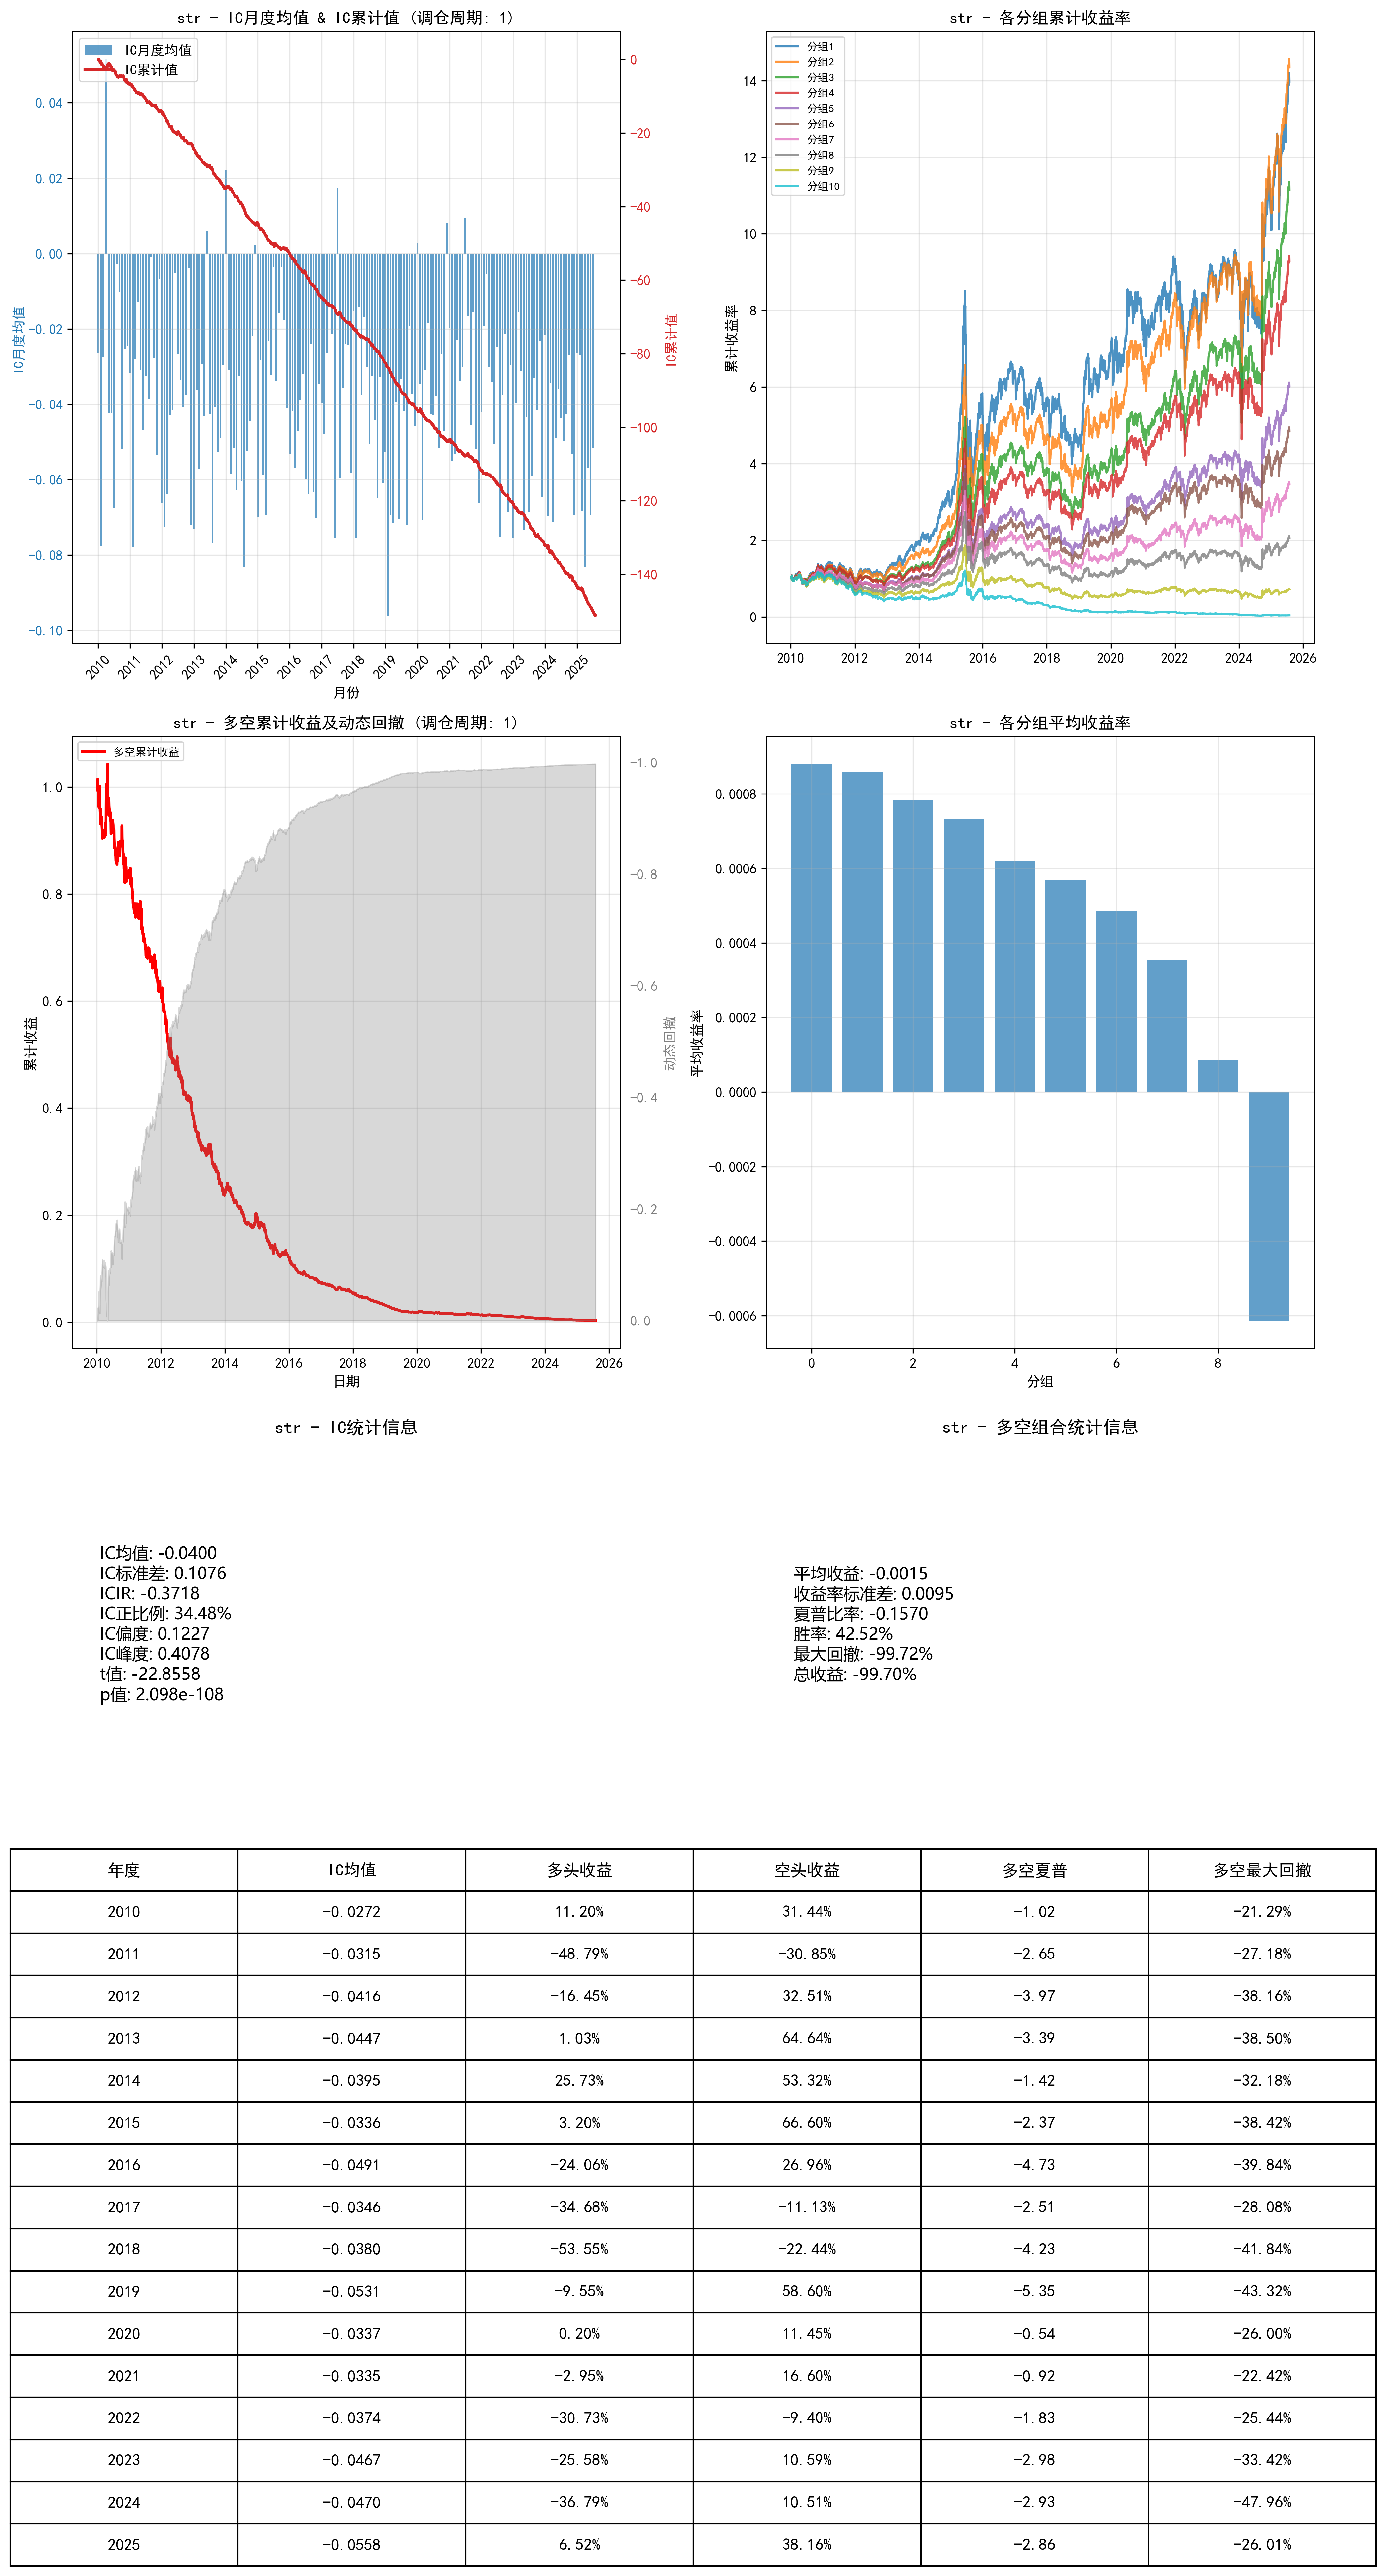 str - IC月度均值 & IC累计值 (调仓周期: 1)
IC月度均值
IC累计值
0.04
0.02
0.00
-0.02
-0.04
-0.06
-0.08
-0.10
IC月度均值
0
-20
-40
-60
-80
-100
-120
-140
IC累计值
2010
2011
2012
2013
2014
2015
2016
2017
2018
2019
2020
2021
2022
2023
2024
2025
月份
str - 各分组累计收益率
分组1
分组2
分组3
分组4
分组5
分组6
分组7
分组8
分组9
分组10
14
12
10
8
6
4
2
0
累计收益率
2010
2012
2014
2016
2018
2020
2022
2024
2026
str - 多空累计收益及动态回撤 (调仓周期: 1)
多空累计收益
1.0
0.8
0.6
0.4
0.2
0.0
累计收益
-1.0
-0.8
-0.6
-0.4
-0.2
0.0
动态回撤
2010
2012
2014
2016
2018
2020
2022
2024
2026
日期
str - 各分组平均收益率
0.0008
0.0006
0.0004
0.0002
0.0000
-0.0002
-0.0004
-0.0006
平均收益率
0
2
4
6
8
分组
str - IC统计信息
IC均值: -0.0400
IC标准差: 0.1076
ICIR: -0.3718
IC正比例: 34.48%
IC偏度: 0.1227
IC峰度: 0.4078
t值: -22.8558
p值: 2.098e-108
str - 多空组合统计信息
平均收益: -0.0015
收益率标准差: 0.0095
夏普比率: -0.1570
胜率: 42.52%
最大回撤: -99.72%
总收益: -99.70%
年度 IC均值 多头收益 空头收益 多空夏普 多空最大回撤
2010 -0.0272 11.20% 31.44% -1.02 -21.29%
2011 -0.0315 -48.79% -30.85% -2.65 -27.18%
2012 -0.0416 -16.45% 32.51% -3.97 -38.16%
2013 -0.0447 1.03% 64.64% -3.39 -38.50%
2014 -0.0395 25.73% 53.32% -1.42 -32.18%
2015 -0.0336 3.20% 66.60% -2.37 -38.42%
2016 -0.0491 -24.06% 26.96% -4.73 -39.84%
2017 -0.0346 -34.68% -11.13% -2.51 -28.08%
2018 -0.0380 -53.55% -22.44% -4.23 -41.84%
2019 -0.0531 -9.55% 58.60% -5.35 -43.32%
2020 -0.0337 0.20% 11.45% -0.54 -26.00%
2021 -0.0335 -2.95% 16.60% -0.92 -22.42%
2022 -0.0374 -30.73% -9.40% -1.83 -25.44%
2023 -0.0467 -25.58% 10.59% -2.98 -33.42%
2024 -0.0470 -36.79% 10.51% -2.93 -47.96%
2025 -0.0558 6.52% 38.16% -2.86 -26.01%